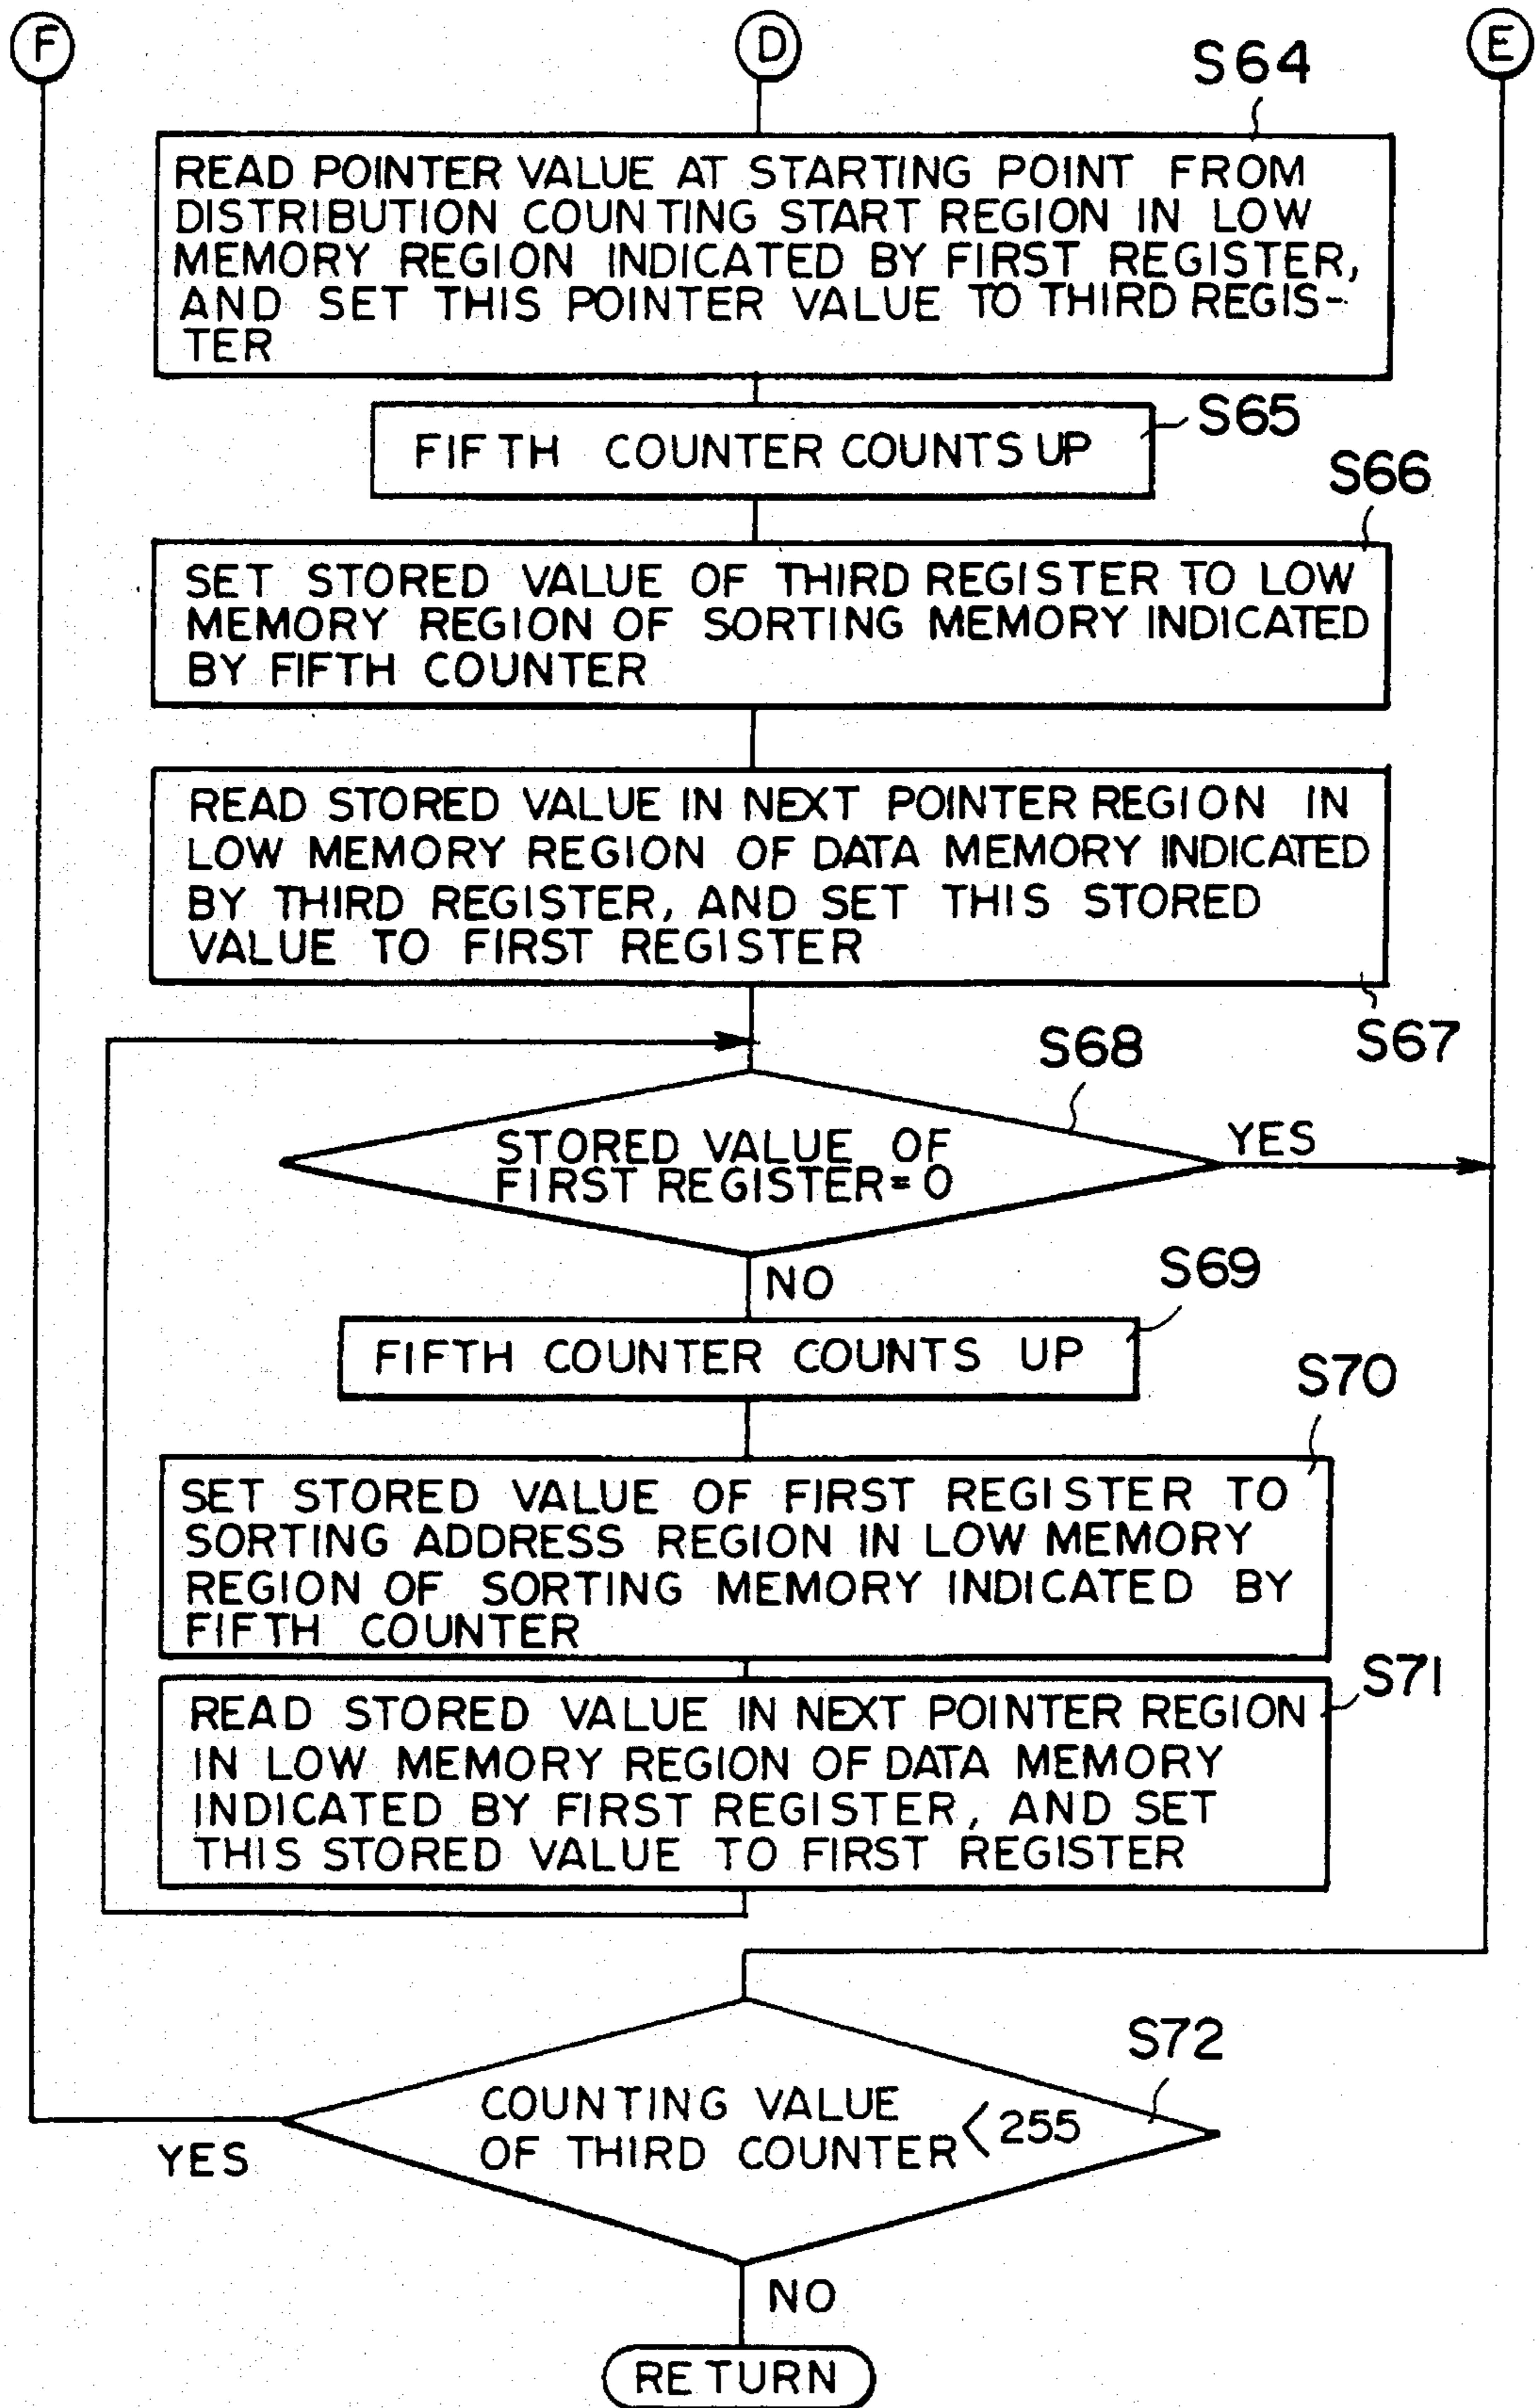 F
D
E
S64
READ POINTER VALUE AT STARTING POINT FROM
DISTRIBUTION COUNTING START REGION IN LOW
MEMORY REGION INDICATED BY FIRST REGISTER,
AND SET THIS POINTER VALUE TO THIRD REGIS-
TER
S65
FIFTH COUNTER COUNTS UP
S66
SET STORED VALUE OF THIRD REGISTER TO LOW
MEMORY REGION OF SORTING MEMORY INDICATED
BY FIFTH COUNTER
READ STORED VALUE IN NEXT POINTER REGION IN
LOW MEMORY REGION OF DATA MEMORY INDICATED
BY THIRD REGISTER, AND SET THIS STORED
VALUE TO FIRST REGISTER
S67
S68
STORED VALUE OF
FIRST REGISTER=0
YES
NO
S69
FIFTH COUNTER COUNTS UP
S70
SET STORED VALUE OF FIRST REGISTER TO
SORTING ADDRESS REGION IN LOW MEMORY
REGION OF SORTING MEMORY INDICATED BY
FIFTH COUNTER
S71
READ STORED VALUE IN NEXT POINTER REGION
IN LOW MEMORY REGION OF DATA MEMORY
INDICATED BY FIRST REGISTER, AND SET
THIS STORED VALUE TO FIRST REGISTER
S72
COUNTING VALUE
OF THIRD COUNTER<255
YES
NO
RETURN